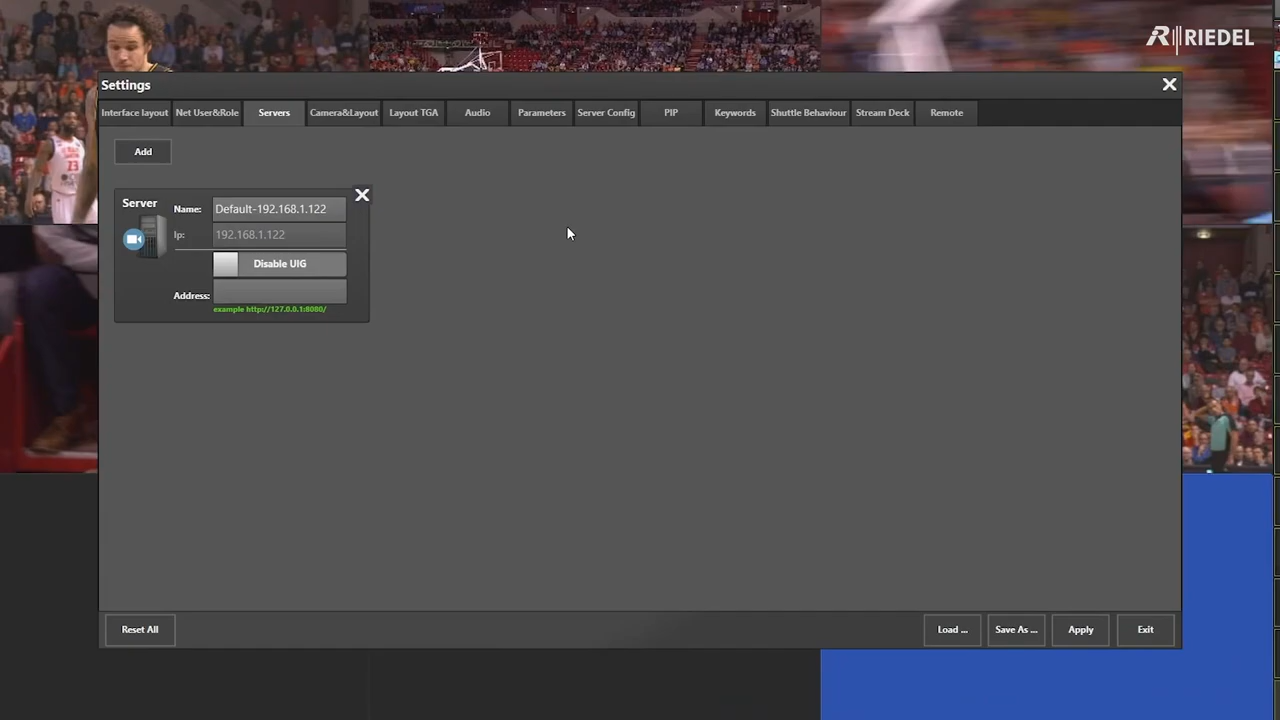 RIEDEL
Settings
Interface layout Net User&Role Servers Camera&Layout Layout TGA Audio Parameters Server Config PIP Keywords Shuttle Behaviour Stream Deck Remote
Add
Server
Name: Default-192.168.1.122
Ip: 192.168.1.122
Disable UIG
Address:
example http://127.0.0.1:8080/
Reset All Load ... Save As ... Apply Exit
23